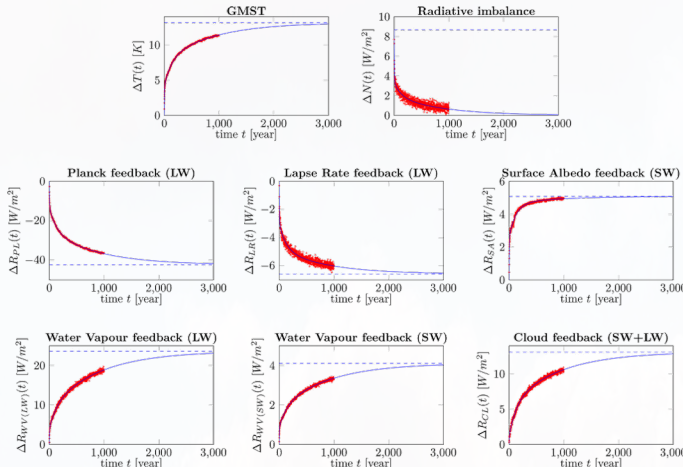 GMST
ΔT(t) [K]
10
5
0
0 1,000 2,000 3,000
time t [year]
Radiative imbalance
ΔN(t) [W/m²]
10
8
6
4
2
0
0 1,000 2,000 3,000
time t [year]
Planck feedback (LW)
ΔR_PL(t) [W/m²]
0
−20
−40
0 1,000 2,000 3,000
time t [year]
Lapse Rate feedback (LW)
ΔR_LR(t) [W/m²]
0
−2
−4
−6
0 1,000 2,000 3,000
time t [year]
Surface Albedo feedback (SW)
ΔR_SA(t) [W/m²]
6
4
2
0
0 1,000 2,000 3,000
time t [year]
Water Vapour feedback (LW)
ΔR_WV(LW)(t) [W/m²]
20
10
0
0 1,000 2,000 3,000
time t [year]
Water Vapour feedback (SW)
ΔR_WV(SW)(t) [W/m²]
4
2
0
0 1,000 2,000 3,000
time t [year]
Cloud feedback (SW+LW)
ΔR_CL(t) [W/m²]
10
5
0
0 1,000 2,000 3,000
time t [year]